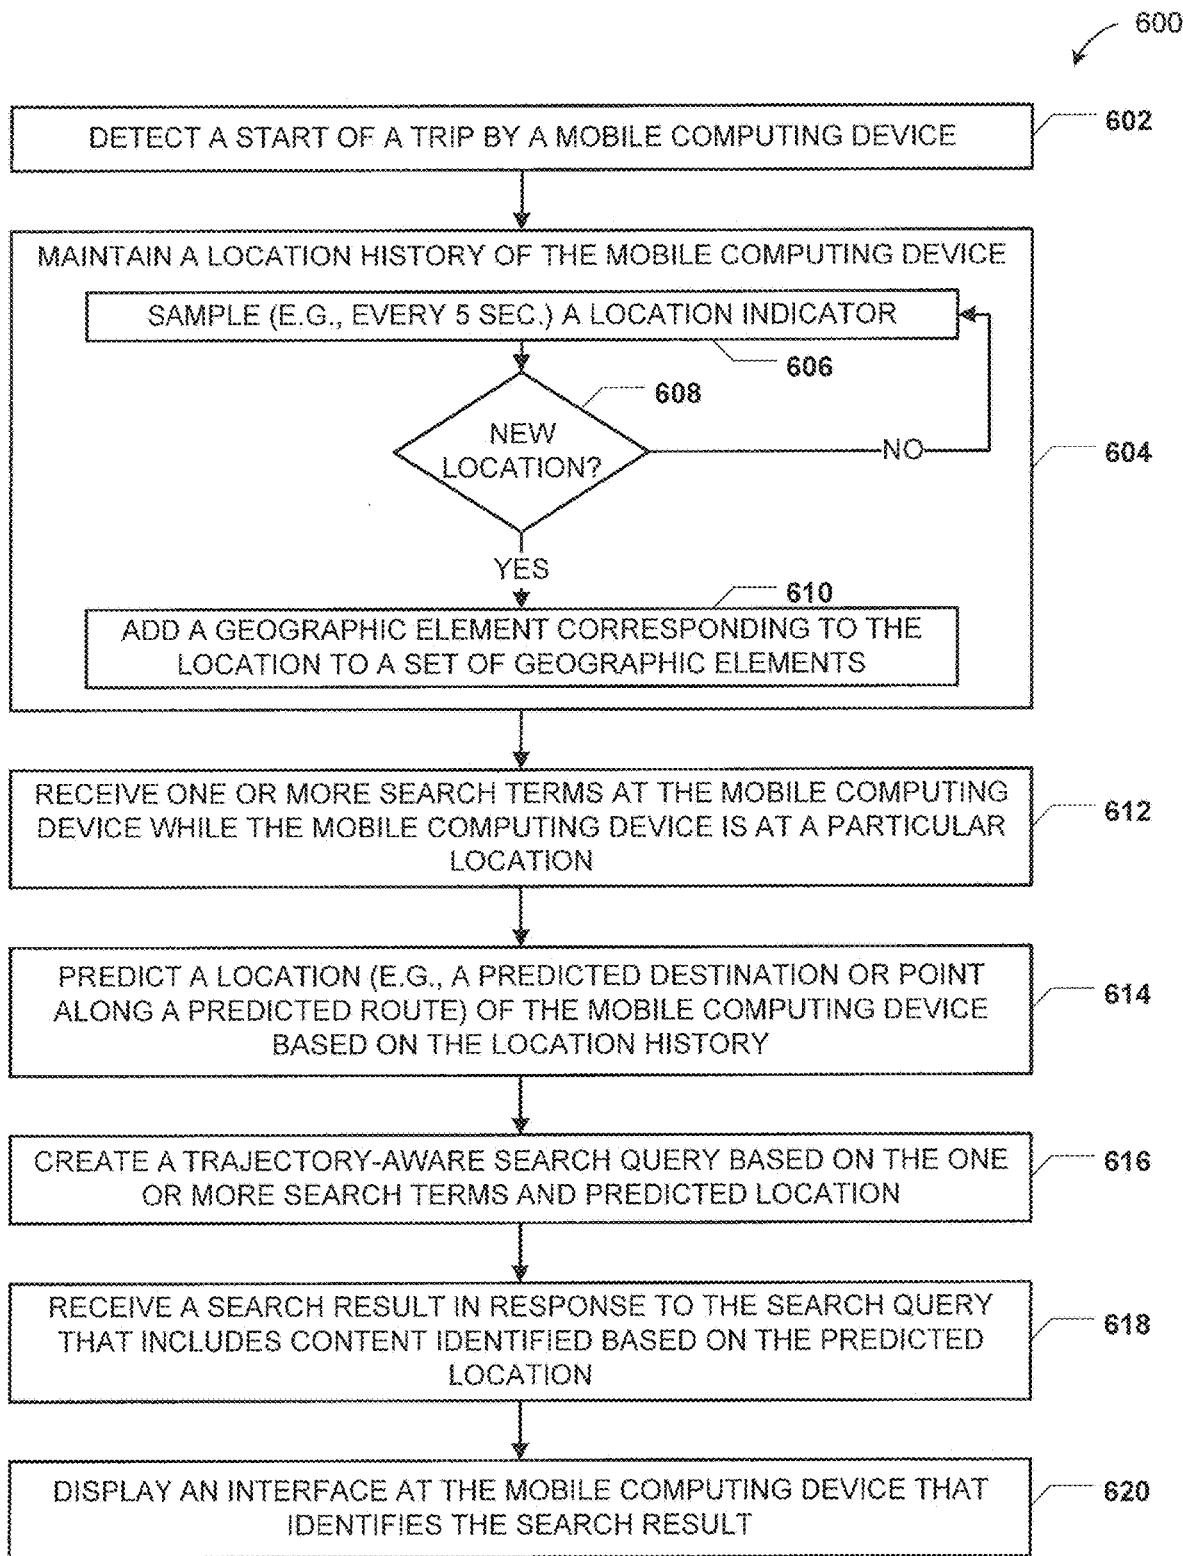 600
DETECT A START OF A TRIP BY A MOBILE COMPUTING DEVICE
602
MAINTAIN A LOCATION HISTORY OF THE MOBILE COMPUTING DEVICE
SAMPLE (E.G., EVERY 5 SEC.) A LOCATION INDICATOR
606
608
NEW
LOCATION?
NO
604
YES
610
ADD A GEOGRAPHIC ELEMENT CORRESPONDING TO THE
LOCATION TO A SET OF GEOGRAPHIC ELEMENTS
RECEIVE ONE OR MORE SEARCH TERMS AT THE MOBILE COMPUTING
DEVICE WHILE THE MOBILE COMPUTING DEVICE IS AT A PARTICULAR
LOCATION
612
PREDICT A LOCATION (E.G., A PREDICTED DESTINATION OR POINT
ALONG A PREDICTED ROUTE) OF THE MOBILE COMPUTING DEVICE
BASED ON THE LOCATION HISTORY
614
CREATE A TRAJECTORY-AWARE SEARCH QUERY BASED ON THE ONE
OR MORE SEARCH TERMS AND PREDICTED LOCATION
616
RECEIVE A SEARCH RESULT IN RESPONSE TO THE SEARCH QUERY
THAT INCLUDES CONTENT IDENTIFIED BASED ON THE PREDICTED
LOCATION
618
DISPLAY AN INTERFACE AT THE MOBILE COMPUTING DEVICE THAT
IDENTIFIES THE SEARCH RESULT
620